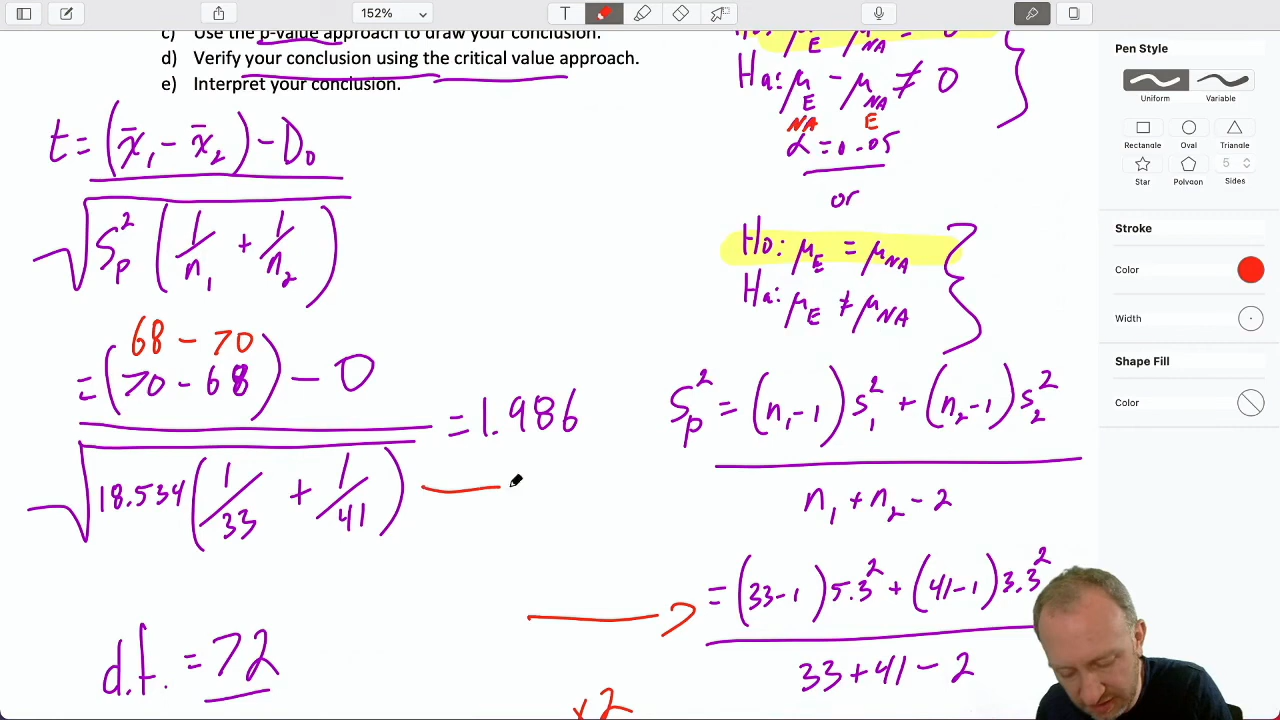 152%
c) Use the p-value approach to draw your conclusion.
d) Verify your conclusion using the critical value approach.
e) Interpret your conclusion.
t = (x̄₁ - x̄₂) - D₀
√ Sp² (1/n₁ + 1/n₂)
68 - 70
= (70 - 68) - 0
√ 18.534 (1/33 + 1/41)
= 1.986
d.f. = 72
Ha: μE - μNA ≠ 0
NA E
α = 0.05
or
Ho: μE = μNA
Ha: μE ≠ μNA
Sp² = (n₁-1) s₁² + (n₂-1) s₂²
n₁ + n₂ - 2
= (33-1) 5.3² + (41-1) 3.3²
33 + 41 - 2
x2
Pen Style
Uniform Variable
Rectangle Oval Triangle
5
Star Polygon Sides
Stroke
Color
Width
Shape Fill
Color